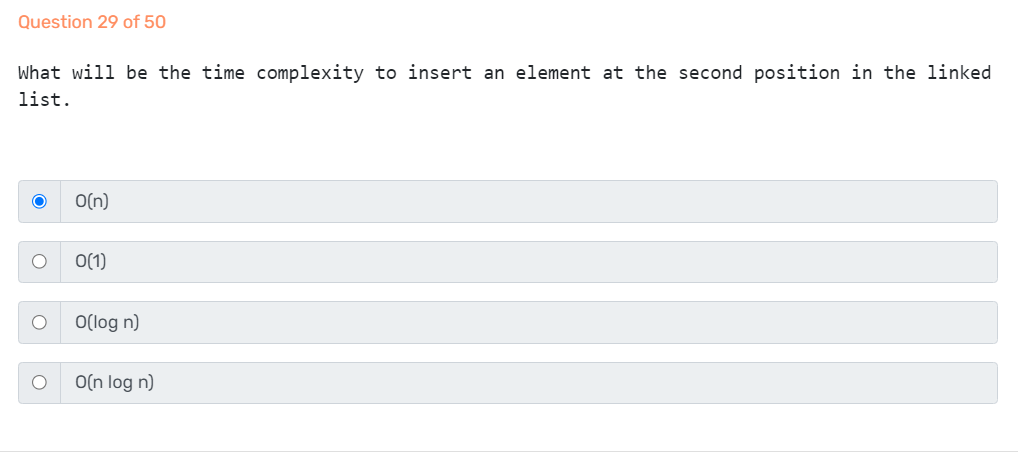 Question 29 of 50
What will be the time complexity to insert an element at the second position in the linked
list.
O(n)
O(1)
O(log n)
O(n log n)